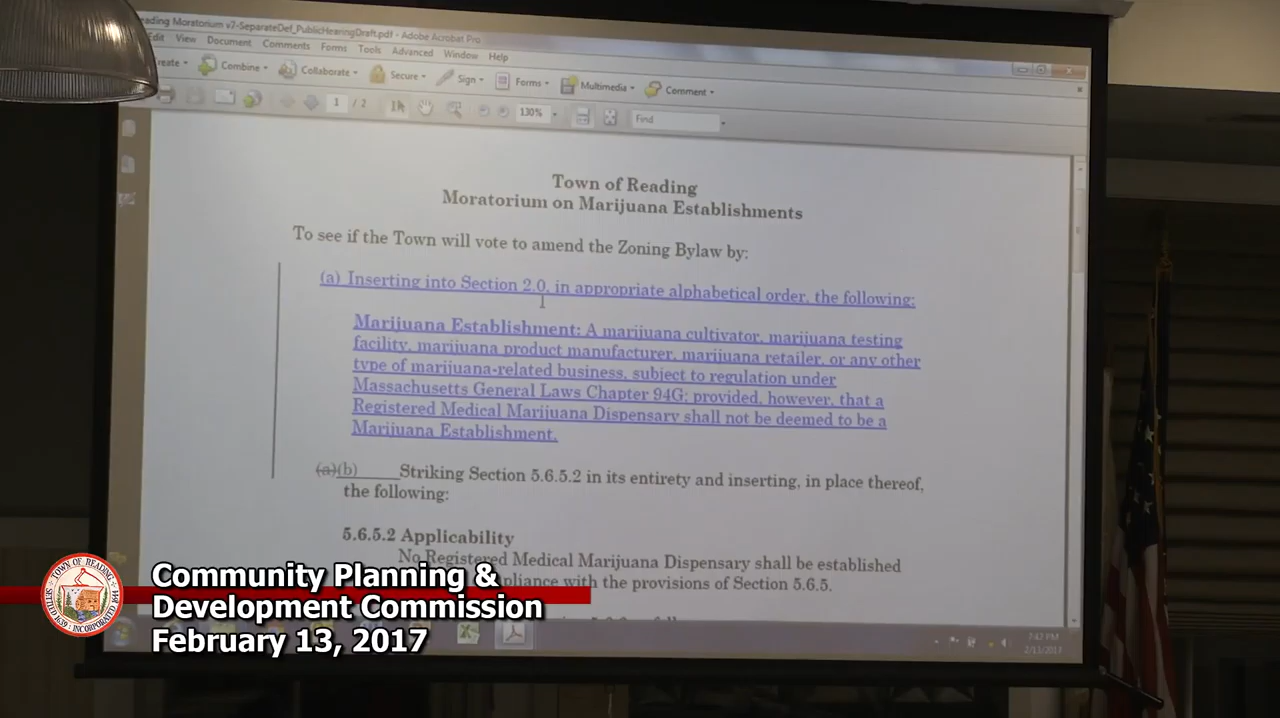 Reading Moratorium v7-SeparateDef_PublicHearingDraft.pdf - Adobe Acrobat Pro
Edit View Document Comments Forms Tools Advanced Window Help
Combine Collaborate Secure Sign Forms Multimedia Comment
1 / 2 130% Find
Town of Reading
Moratorium on Marijuana Establishments
To see if the Town will vote to amend the Zoning Bylaw by:
(a) Inserting into Section 2.0, in appropriate alphabetical order, the following:
Marijuana Establishment: A marijuana cultivator, marijuana testing
facility, marijuana product manufacturer, marijuana retailer, or any other
type of marijuana-related business, subject to regulation under
Massachusetts General Laws Chapter 94G; provided, however, that a
Registered Medical Marijuana Dispensary shall not be deemed to be a
Marijuana Establishment.
(a)(b) Striking Section 5.6.5.2 in its entirety and inserting, in place thereof,
the following:
5.6.5.2 Applicability
No Registered Medical Marijuana Dispensary shall be established
with the provisions of Section 5.6.5.
TOWN OF READING
SETTLED 1639 · INCORPORATED 1644
Community Planning &
Development Commission
February 13, 2017
7:42 PM
2/13/2017